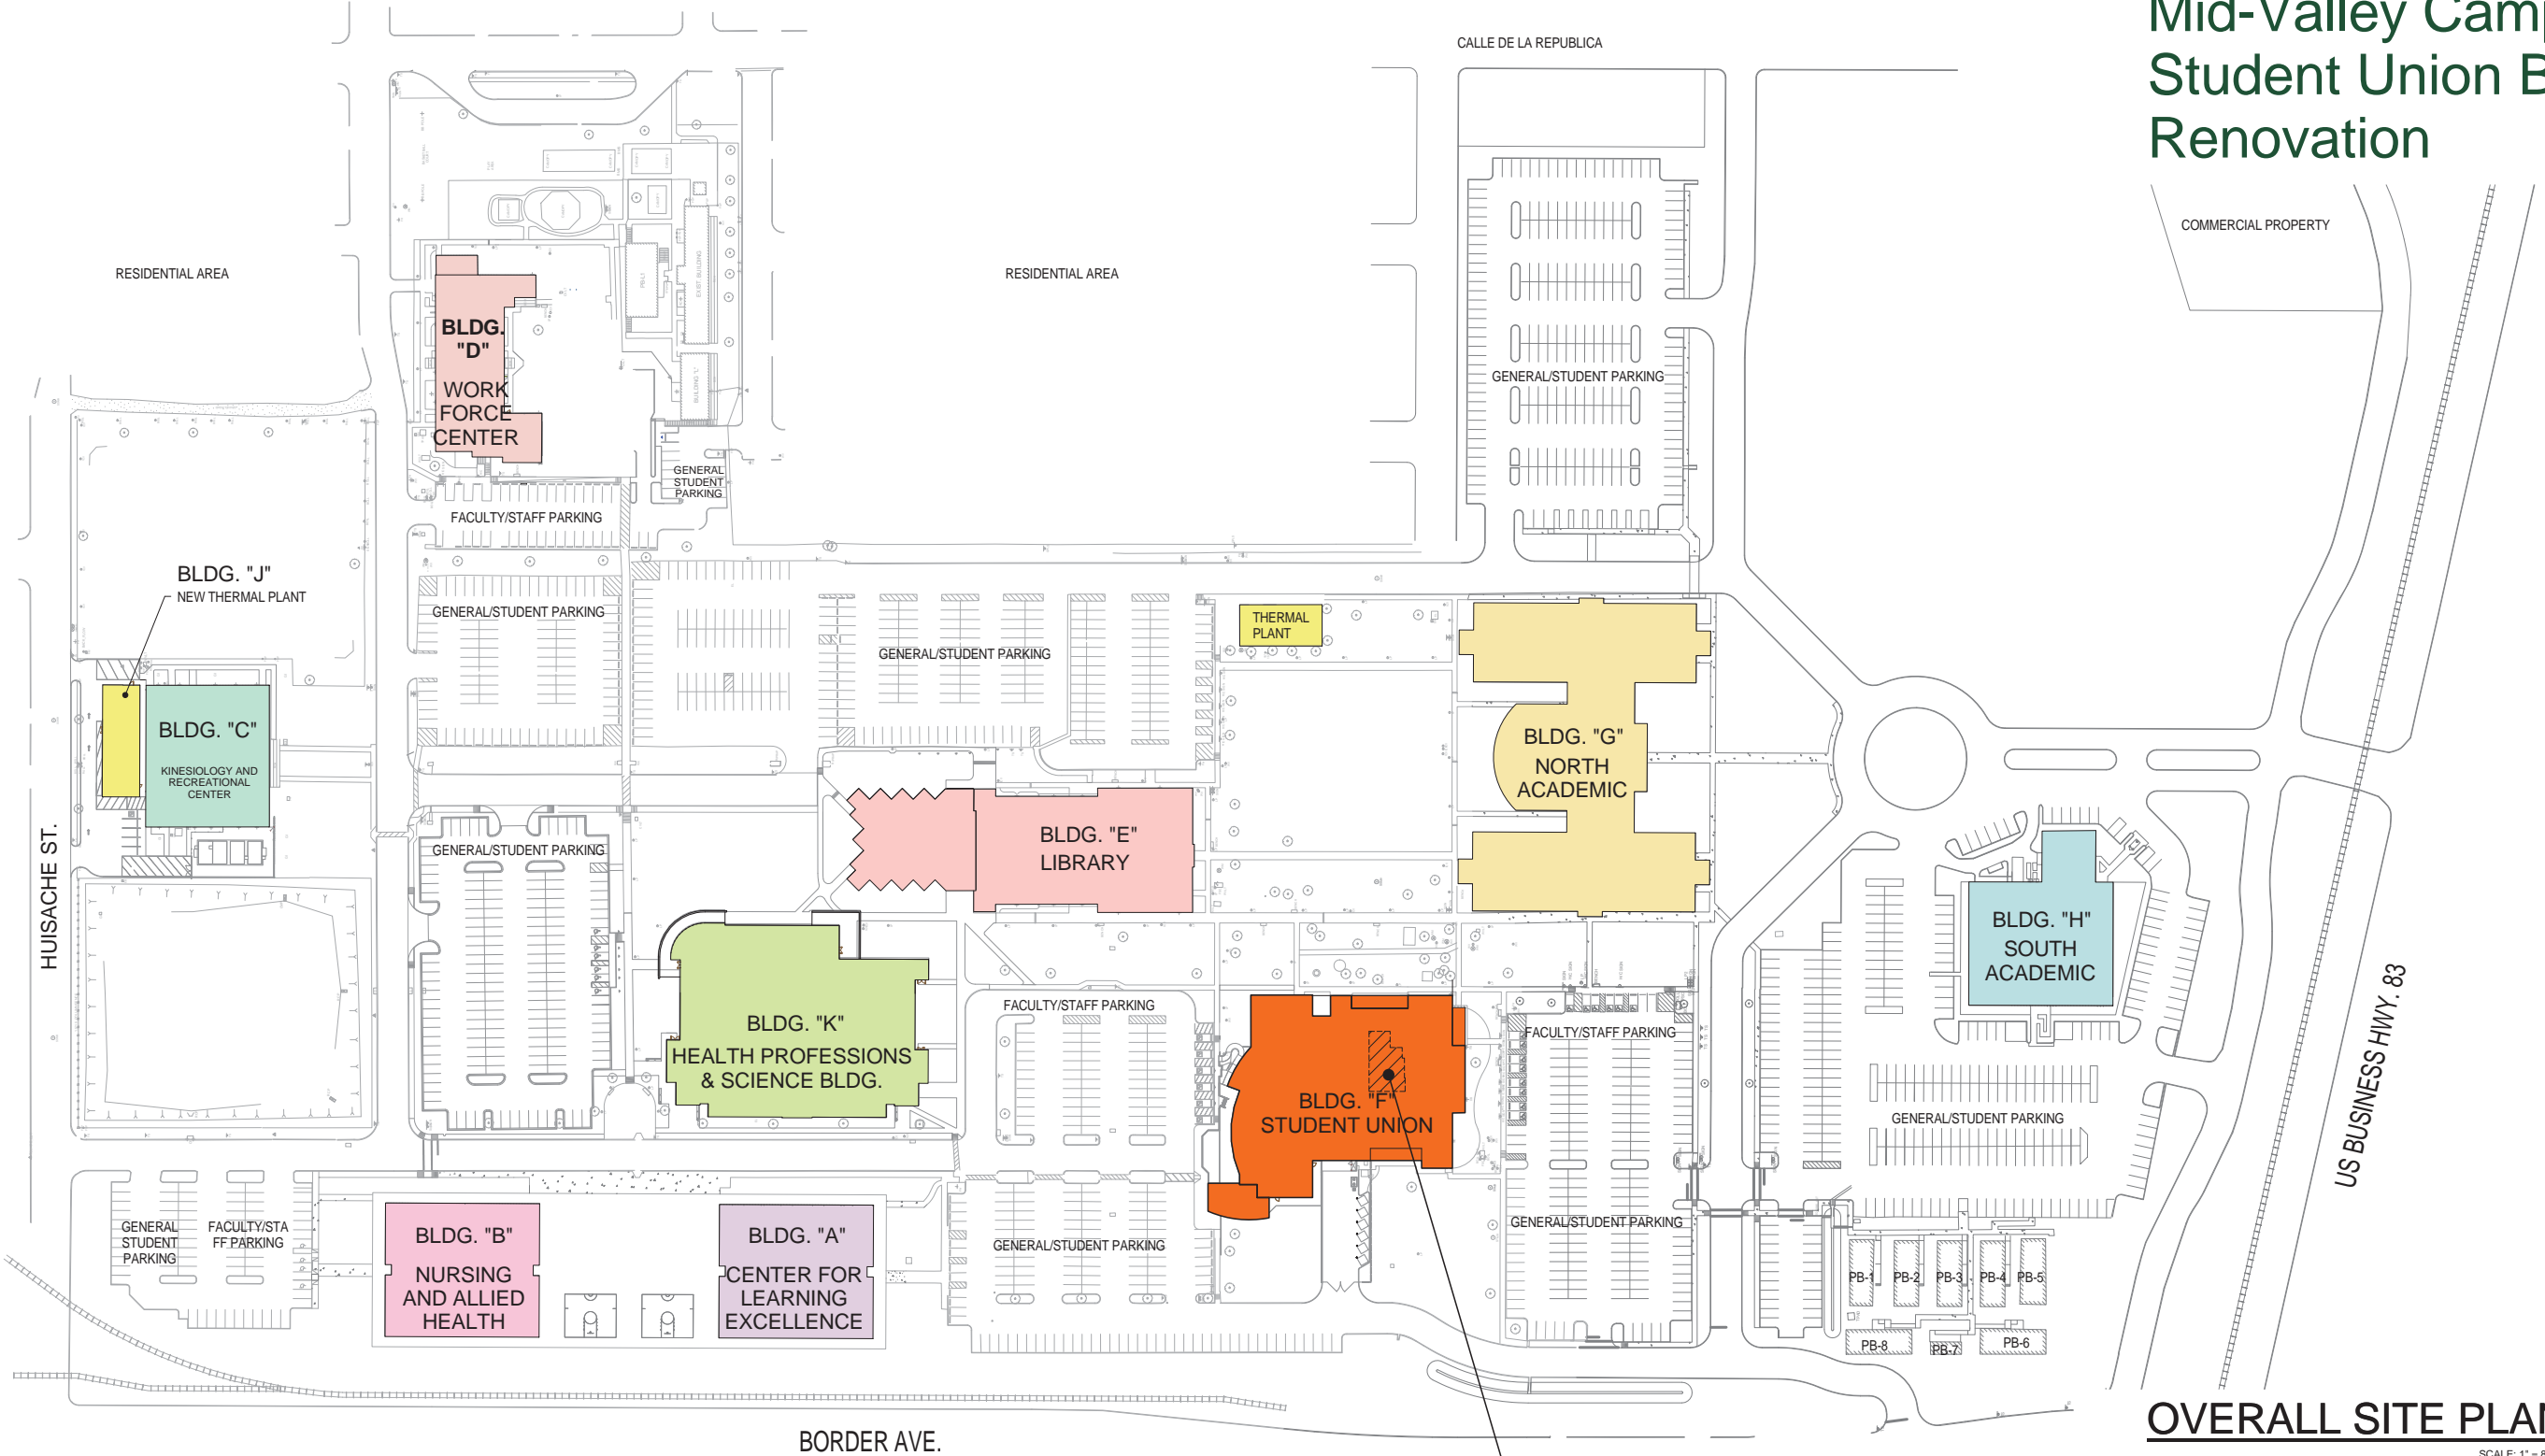 Mid-Valley Camp
Student Union B
Renovation
CALLE DE LA REPUBLICA
COMMERCIAL PROPERTY
RESIDENTIAL AREA
RESIDENTIAL AREA
BLDG.
"D"
WORK
FORCE
CENTER
PB-L1
EXIST. BUILDING
BUILDING "L"
GENERAL/STUDENT PARKING
GENERAL
STUDENT
PARKING
FACULTY/STAFF PARKING
BLDG. "J"
NEW THERMAL PLANT
GENERAL/STUDENT PARKING
THERMAL
PLANT
GENERAL/STUDENT PARKING
BLDG. "C"
KINESIOLOGY AND
RECREATIONAL
CENTER
BLDG. "G"
NORTH
ACADEMIC
HUISACHE ST.
GENERAL/STUDENT PARKING
BLDG. "E"
LIBRARY
BLDG. "H"
SOUTH
ACADEMIC
US BUSINESS HWY. 83
FACULTY/STAFF PARKING
BLDG. "K"
HEALTH PROFESSIONS
& SCIENCE BLDG.
FACULTY/STAFF PARKING
BLDG. "F"
STUDENT UNION
GENERAL/STUDENT PARKING
GENERAL
STUDENT
PARKING
FACULTY/STA
FF PARKING
BLDG. "B"
NURSING
AND ALLIED
HEALTH
BLDG. "A"
CENTER FOR
LEARNING
EXCELLENCE
GENERAL/STUDENT PARKING
GENERAL/STUDENT PARKING
PB-1
PB-2
PB-3
PB-4
PB-5
PB-8
PB-7
PB-6
BORDER AVE.
OVERALL SITE PLAN